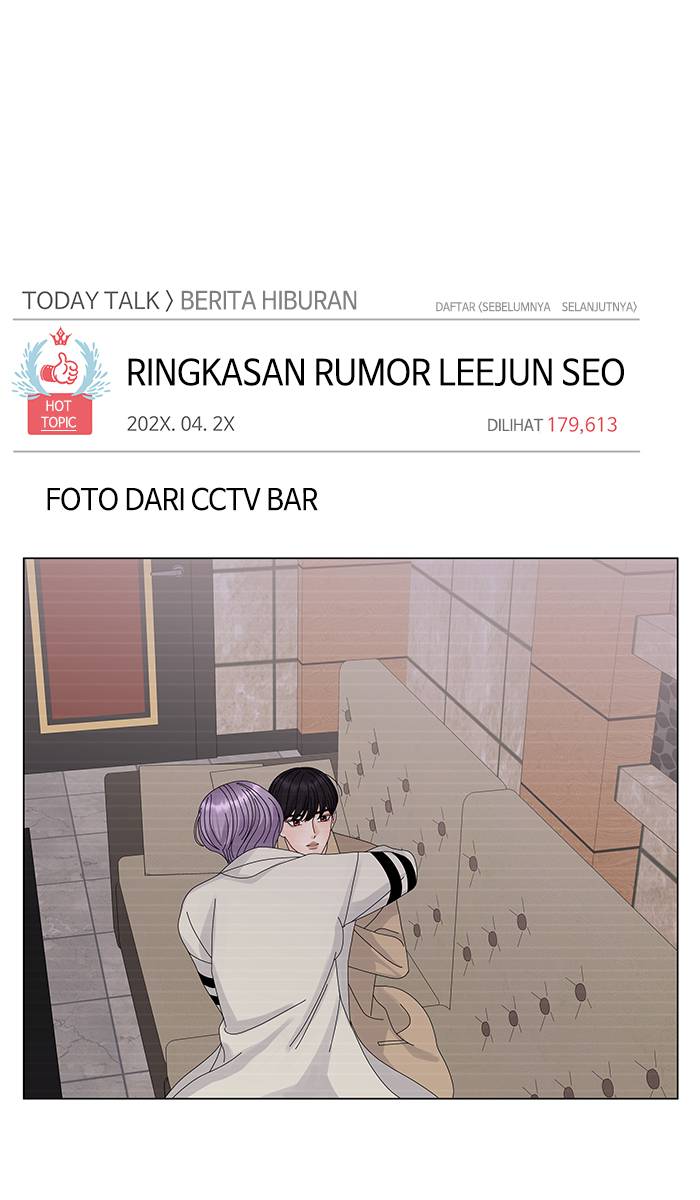 TODAY TALK 〉 BERITA HIBURAN
DAFTAR 〈SEBELUMNYA SELANJUTNYA〉
HOT
TOPIC
RINGKASAN RUMOR LEEJUN SEO
202X. 04. 2X
DILIHAT 179,613
FOTO DARI CCTV BAR